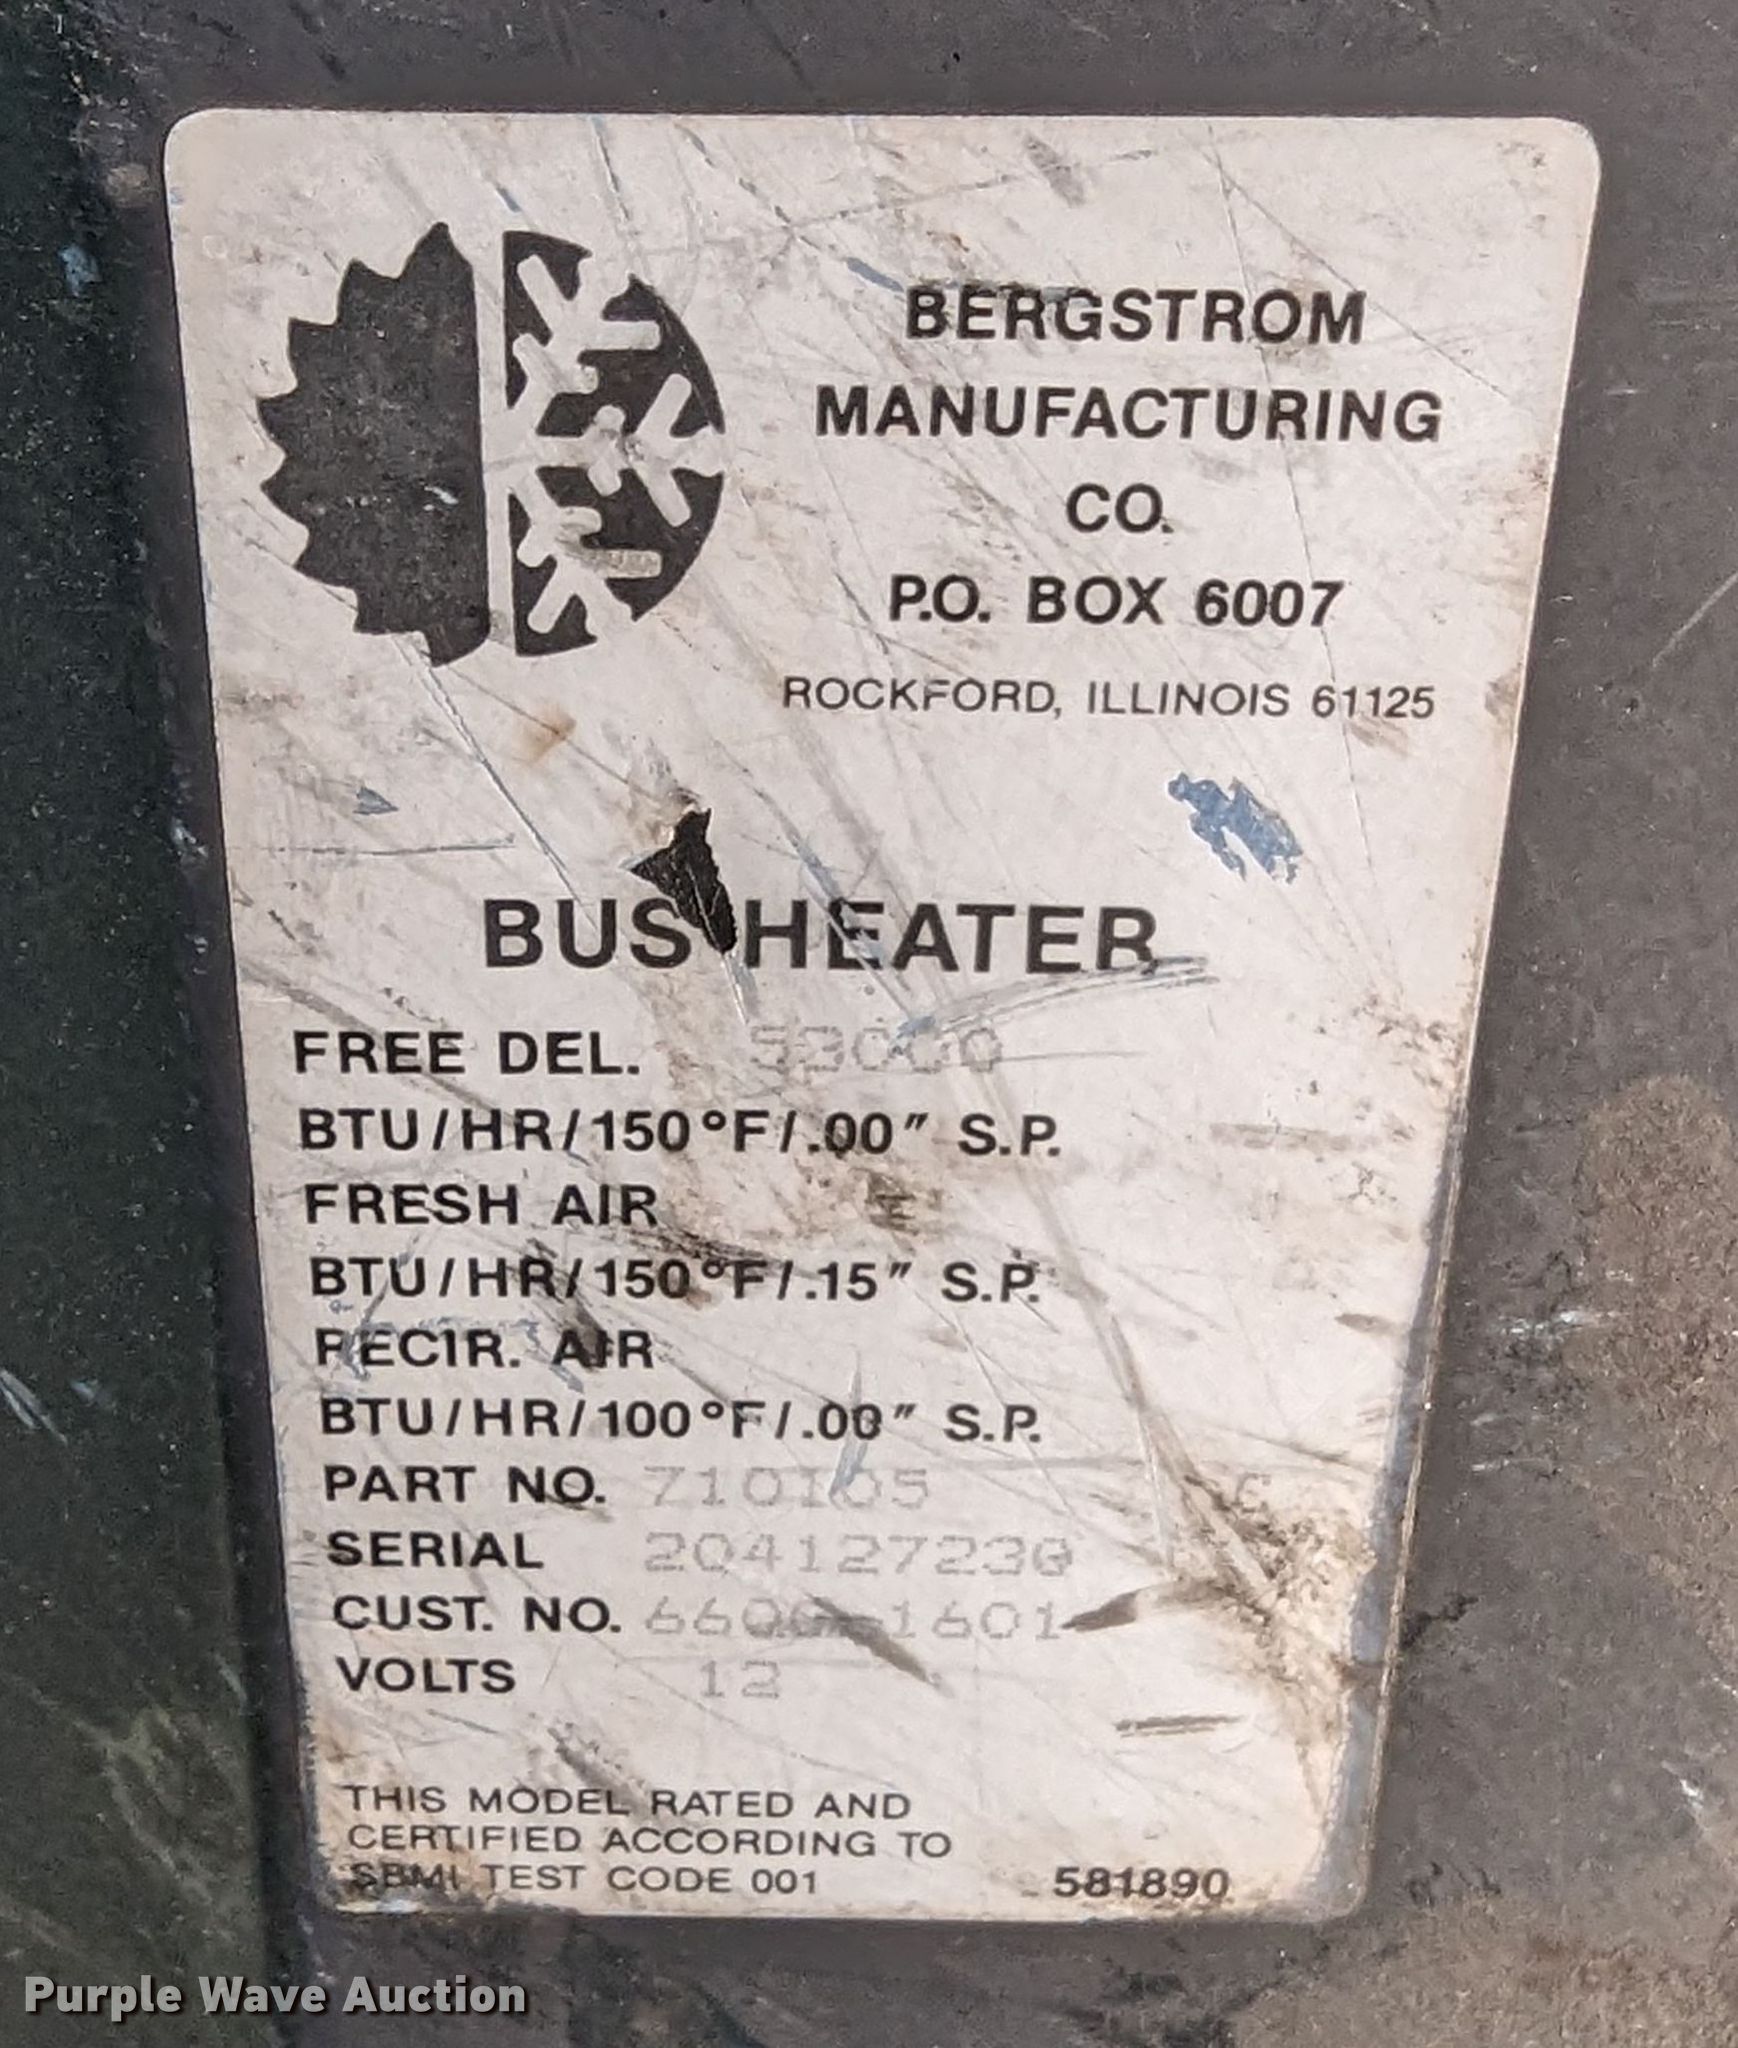 BERGSTROM
MANUFACTURING
CO.
P.O. BOX 6007
ROCKFORD, ILLINOIS 61125
BUS HEATER
FREE DEL.
BTU/HR/150°F/.00" S.P.
FRESH AIR
BTU/HR/150°F/.15" S.P.
RECIR. AIR
BTU/HR/100°F/.00" S.P.
PART NO. 710105 C
SERIAL
CUST. NO. 6600-1601
VOLTS 12
THIS MODEL RATED AND
CERTIFIED ACCORDING TO
SBMI TEST CODE 001 581890
Purple Wave Auction